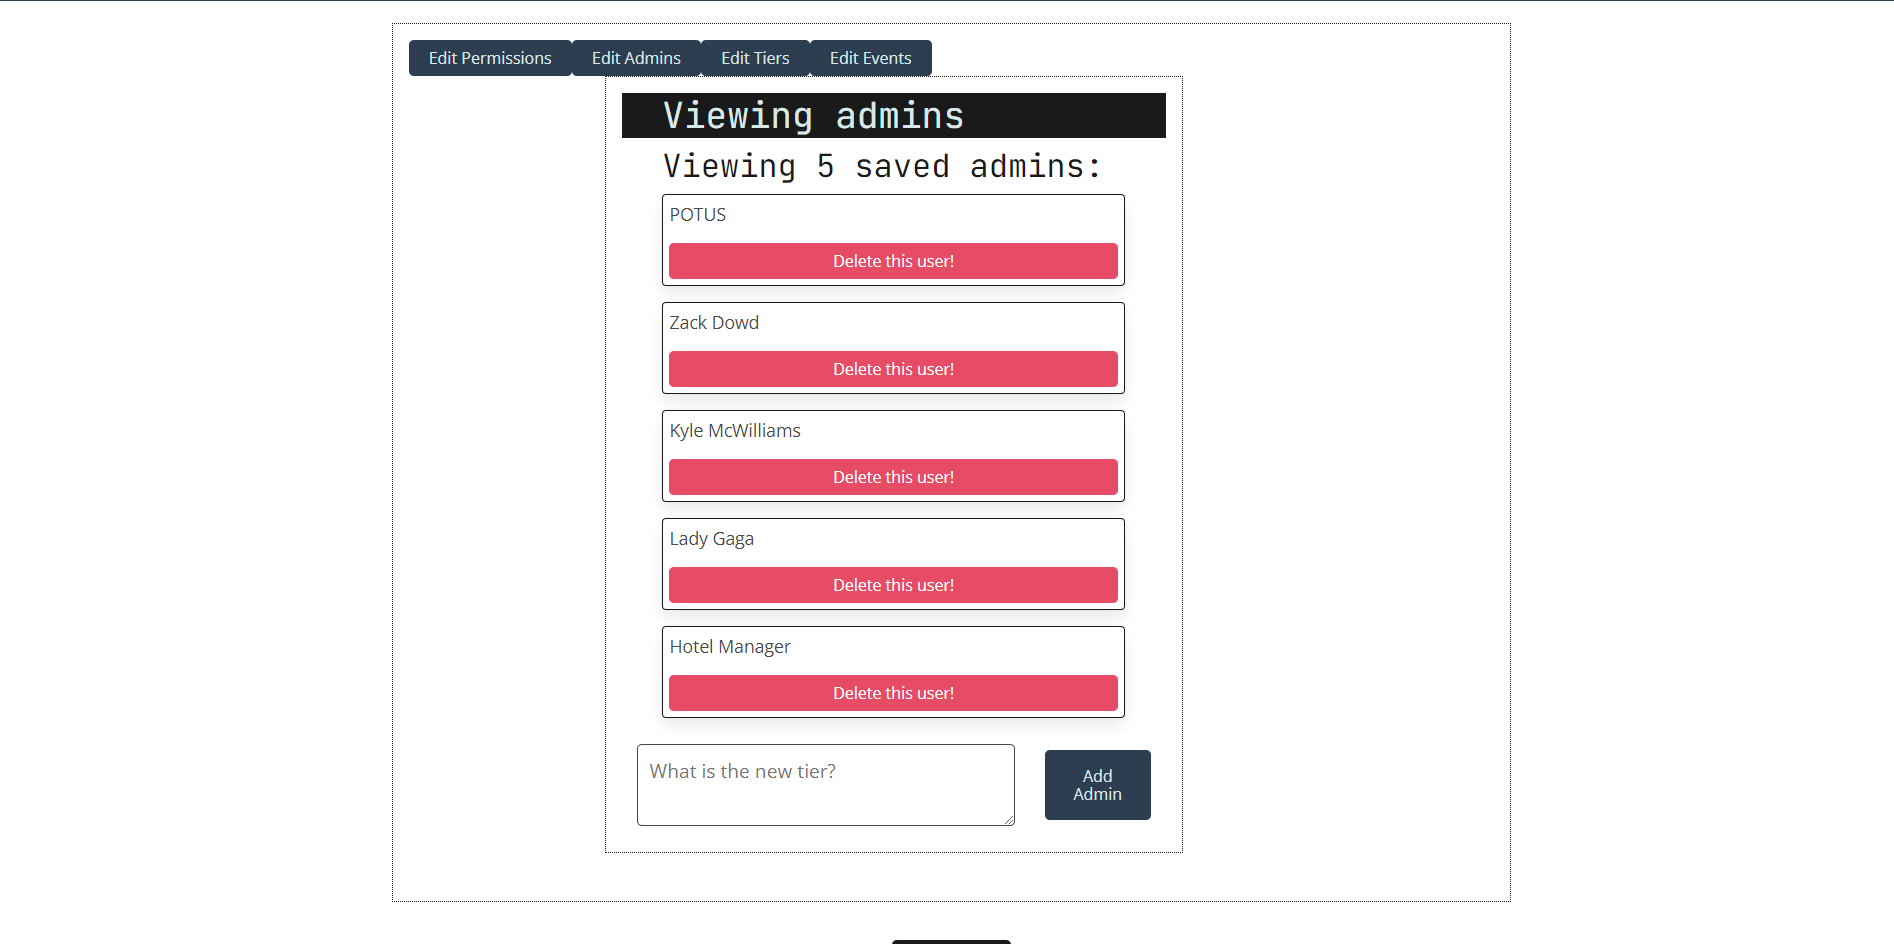 Edit Permissions Edit Admins Edit Tiers Edit Events
Viewing admins
Viewing 5 saved admins:
POTUS
Delete this user!
Zack Dowd
Delete this user!
Kyle McWilliams
Delete this user!
Lady Gaga
Delete this user!
Hotel Manager
Delete this user!
What is the new tier?
Add
Admin